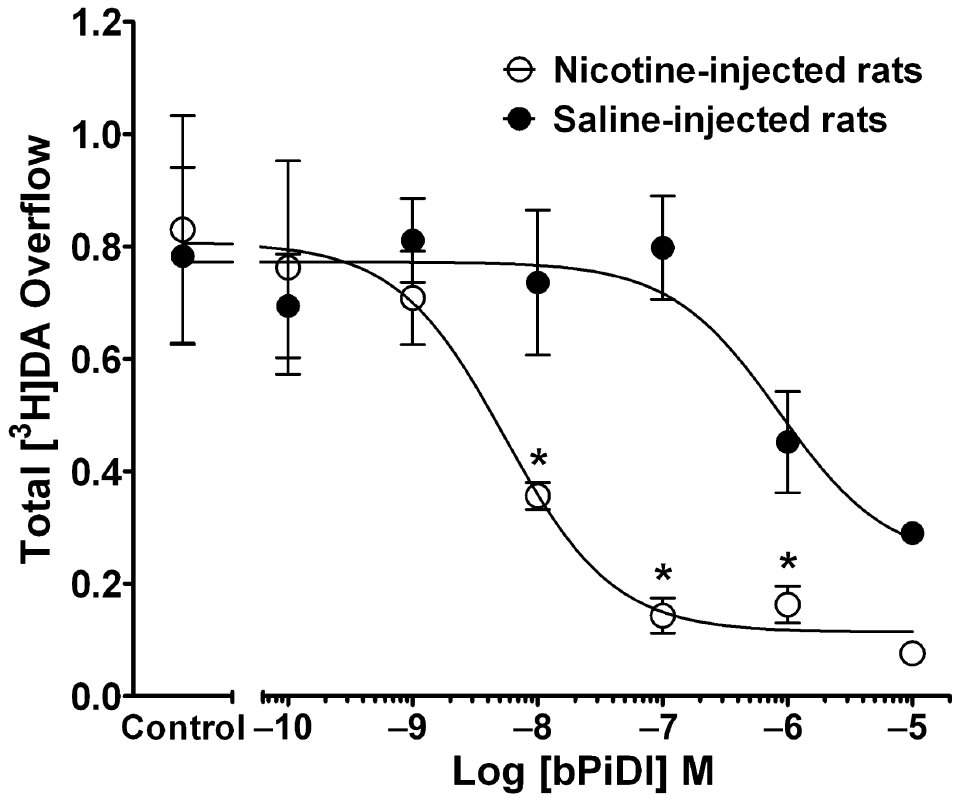 Total [³H]DA Overflow
1.2
1.0
0.8
0.6
0.4
0.2
0.0
Nicotine-injected rats
Saline-injected rats
*
*
*
Control –10 –9 –8 –7 –6 –5
Log [bPiDI] M